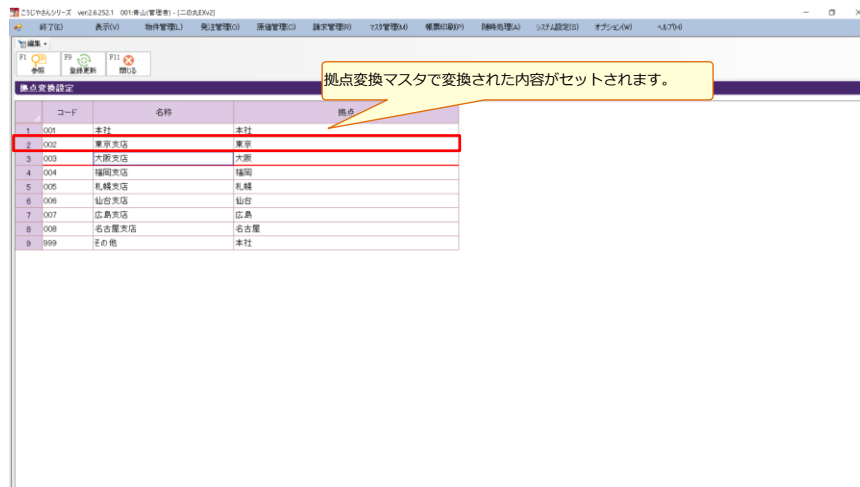 こうじやさんシリーズ ver.2.6.252.1 001:青山(管理者) - [二の丸EXv2]
終了(E) 表示(V) 物件管理(L) 発注管理(O) 原価管理(C) 請求管理(R) マスタ管理(M) 帳票印刷(P) 随時処理(A) システム設定(S) オプション(W) ヘルプ(H)
編集
F1 F9 F11
参照 登録更新 閉じる
拠点変換マスタで変換された内容がセットされます。
拠点変換設定
コード 名称 拠点
1 001 本社 本社
2 002 東京支店 東京
3 003 大阪支店 大阪
4 004 福岡支店 福岡
5 005 札幌支店 札幌
6 006 仙台支店 仙台
7 007 広島支店 広島
8 008 名古屋支店 名古屋
9 999 その他 本社